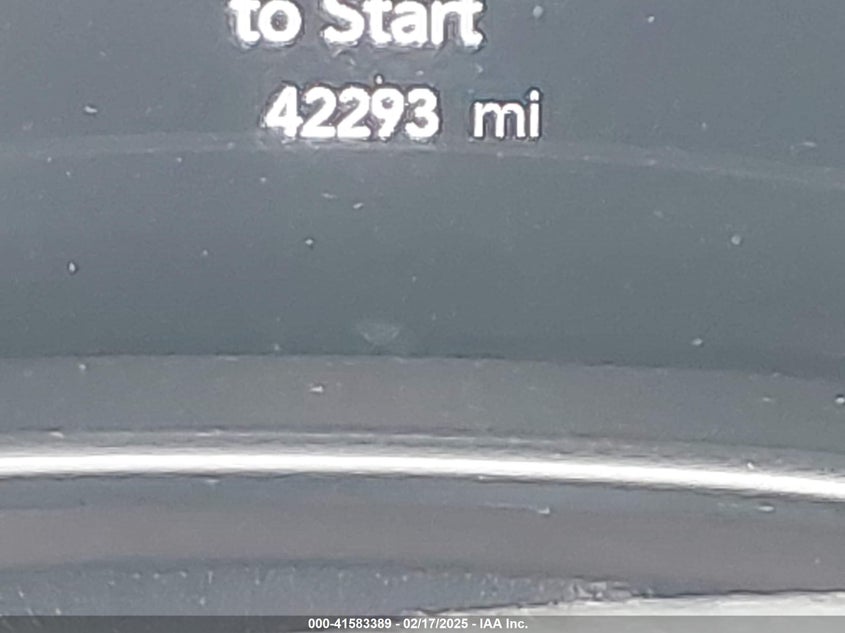 to Start
42293 mi
000-41583389 - 02/17/2025 - IAA Inc.